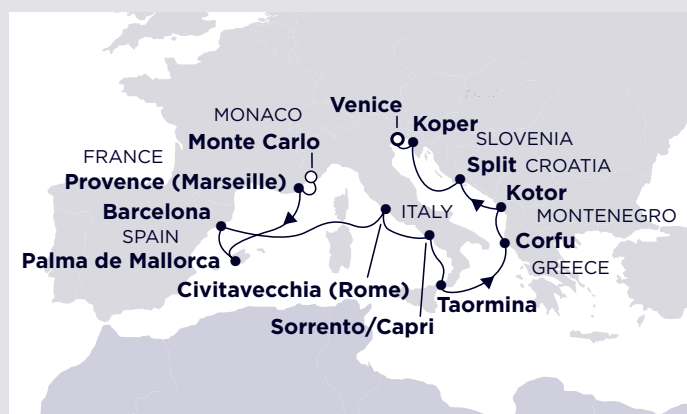 Venice
MONACO
Koper
Monte Carlo
SLOVENIA
FRANCE
Split CROATIA
Provence (Marseille)
Kotor
Barcelona
ITALY
MONTENEGRO
SPAIN
Corfu
Palma de Mallorca
GREECE
Civitavecchia (Rome)
Taormina
Sorrento/Capri